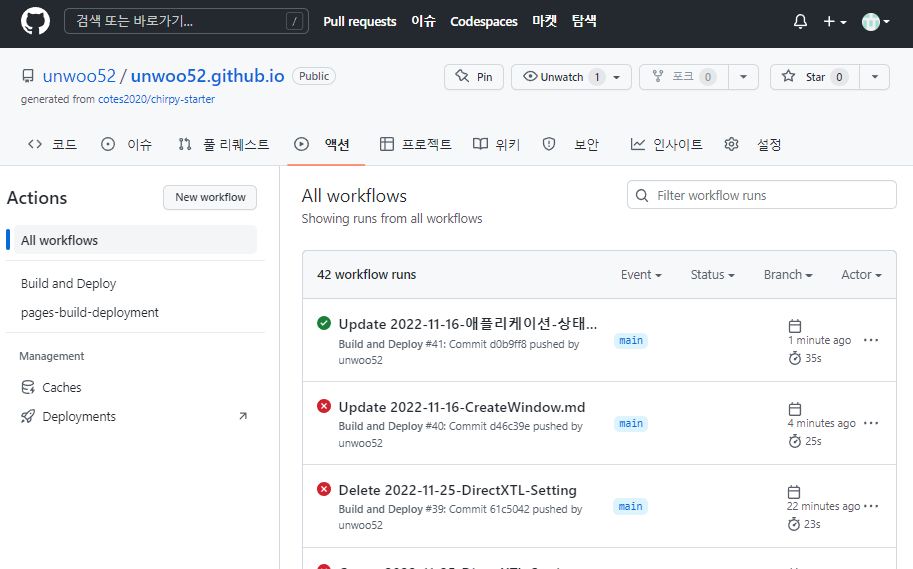 검색 또는 바로가기... / Pull requests 이슈 Codespaces 마켓 탐색
unwoo52 / unwoo52.github.io Public Pin Unwatch 1 포크 0 Star 0
generated from cotes2020/chirpy-starter
코드 이슈 풀 리퀘스트 액션 프로젝트 위키 보안 인사이트 설정
Actions New workflow
All workflows
Build and Deploy
pages-build-deployment
Management
Caches
Deployments
All workflows Filter workflow runs
Showing runs from all workflows
42 workflow runs Event Status Branch Actor
Update 2022-11-16-애플리케이션-상태...
Build and Deploy #41: Commit d0b9ff8 pushed by
unwoo52
main
1 minute ago
35s
Update 2022-11-16-CreateWindow.md
Build and Deploy #40: Commit d46c39e pushed by
unwoo52
main
4 minutes ago
25s
Delete 2022-11-25-DirectXTL-Setting
Build and Deploy #39: Commit 61c5042 pushed by
unwoo52
main
22 minutes ago
23s